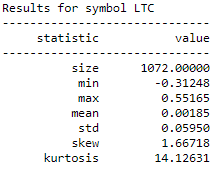 Results for symbol LTC
------------------------------
statistic value
------------------------------
size 1072.00000
min -0.31248
max 0.55165
mean 0.00185
std 0.05950
skew 1.66718
kurtosis 14.12631